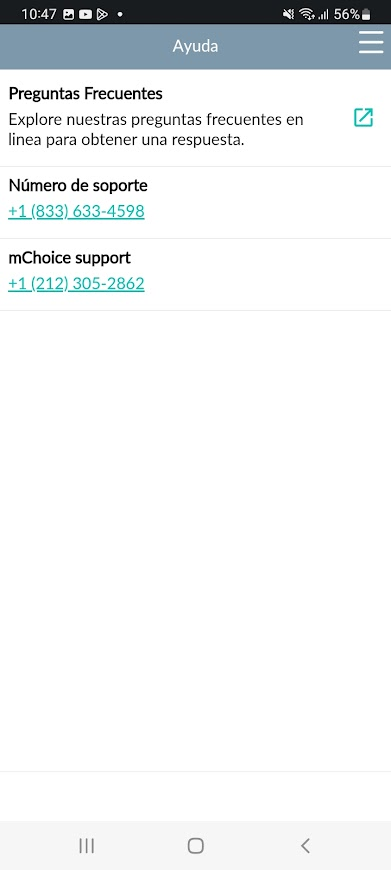 10:47
56%
Ayuda
Preguntas Frecuentes
Explore nuestras preguntas frecuentes en
linea para obtener una respuesta.
Número de soporte
+1 (833) 633-4598
mChoice support
+1 (212) 305-2862